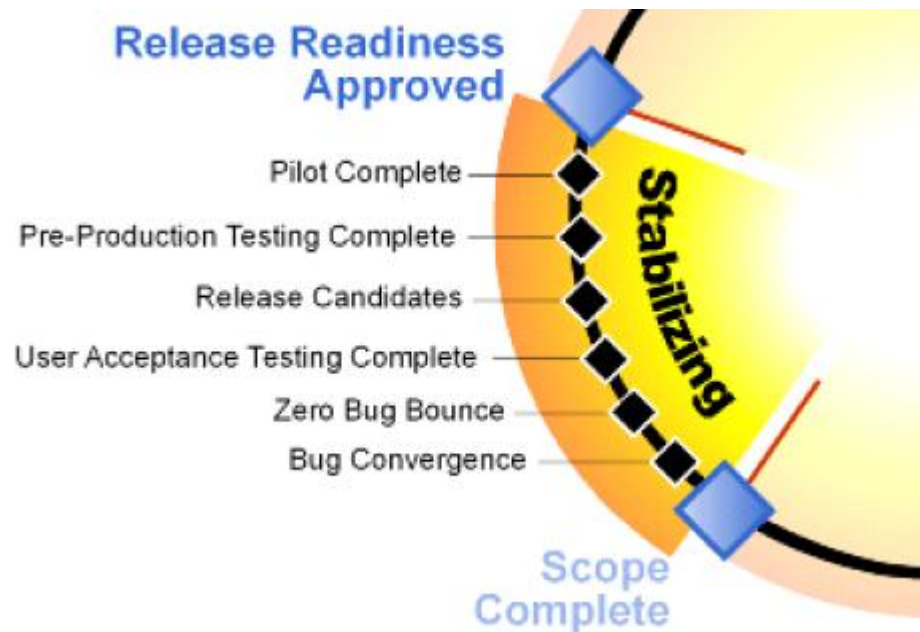 Release Readiness
Approved
Pilot Complete
Pre-Production Testing Complete
Release Candidates
User Acceptance Testing Complete
Zero Bug Bounce
Bug Convergence
Scope
Complete
Stabilizing